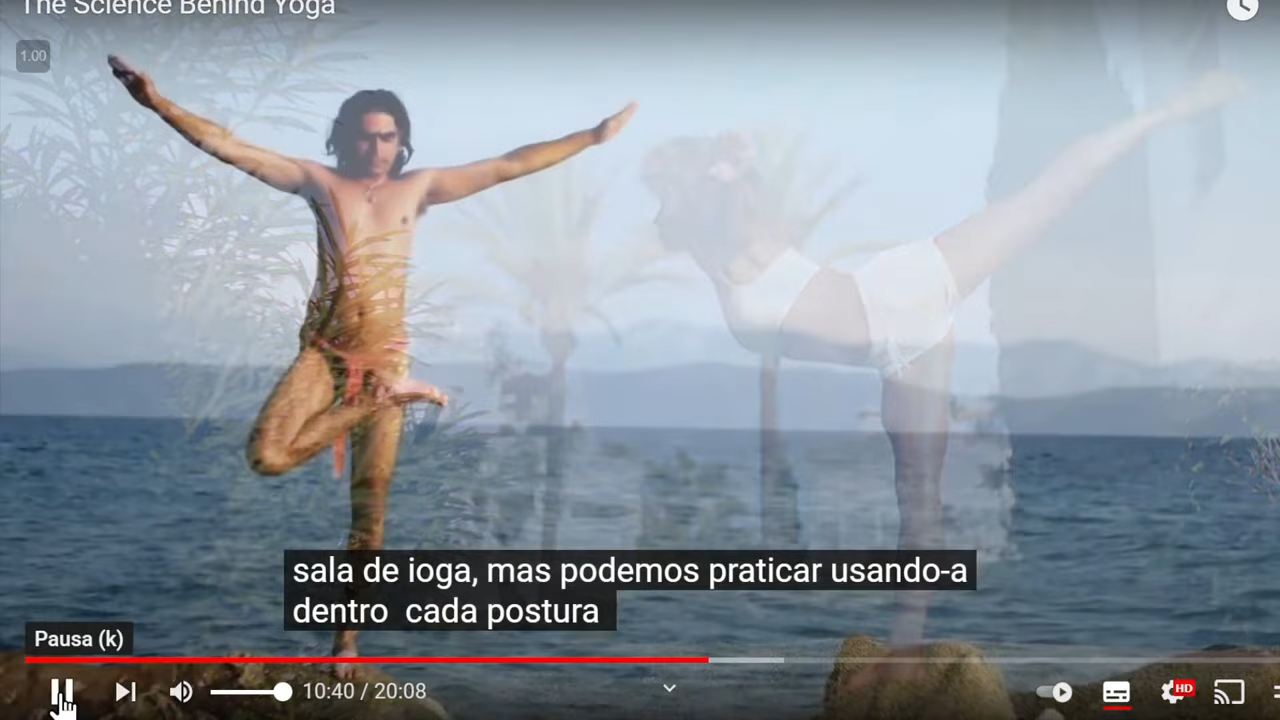 The Science Behind Yoga
1.00
sala de ioga, mas podemos praticar usando-a
dentro cada postura
Pausa (k)
10:40 / 20:08
HD